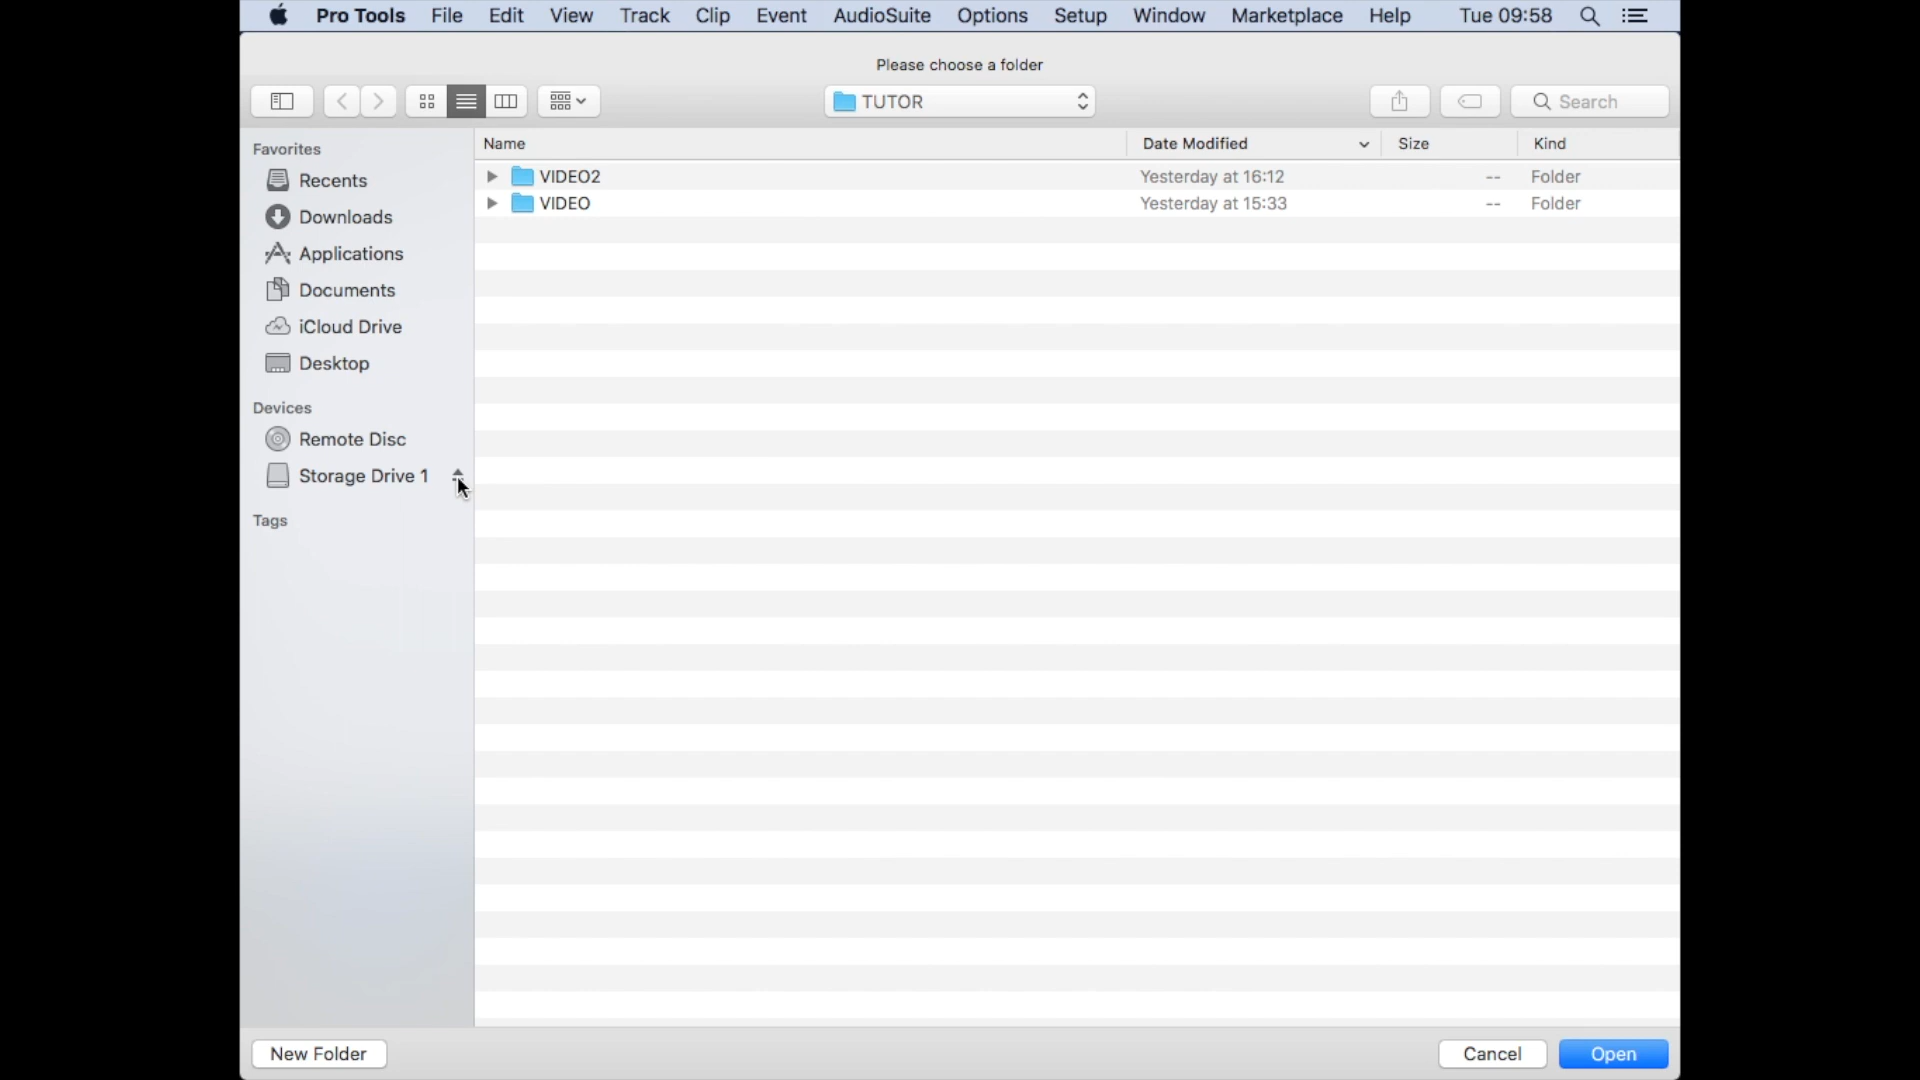 Pro Tools File Edit View Track Clip Event AudioSuite Options Setup Window Marketplace Help Tue 09:58
Please choose a folder
TUTOR Search
Favorites
Recents
Downloads
Applications
Documents
iCloud Drive
Desktop
Devices
Remote Disc
Storage Drive 1
Tags
Name Date Modified Size Kind
VIDEO2 Yesterday at 16:12 -- Folder
VIDEO Yesterday at 15:33 -- Folder
New Folder Cancel Open